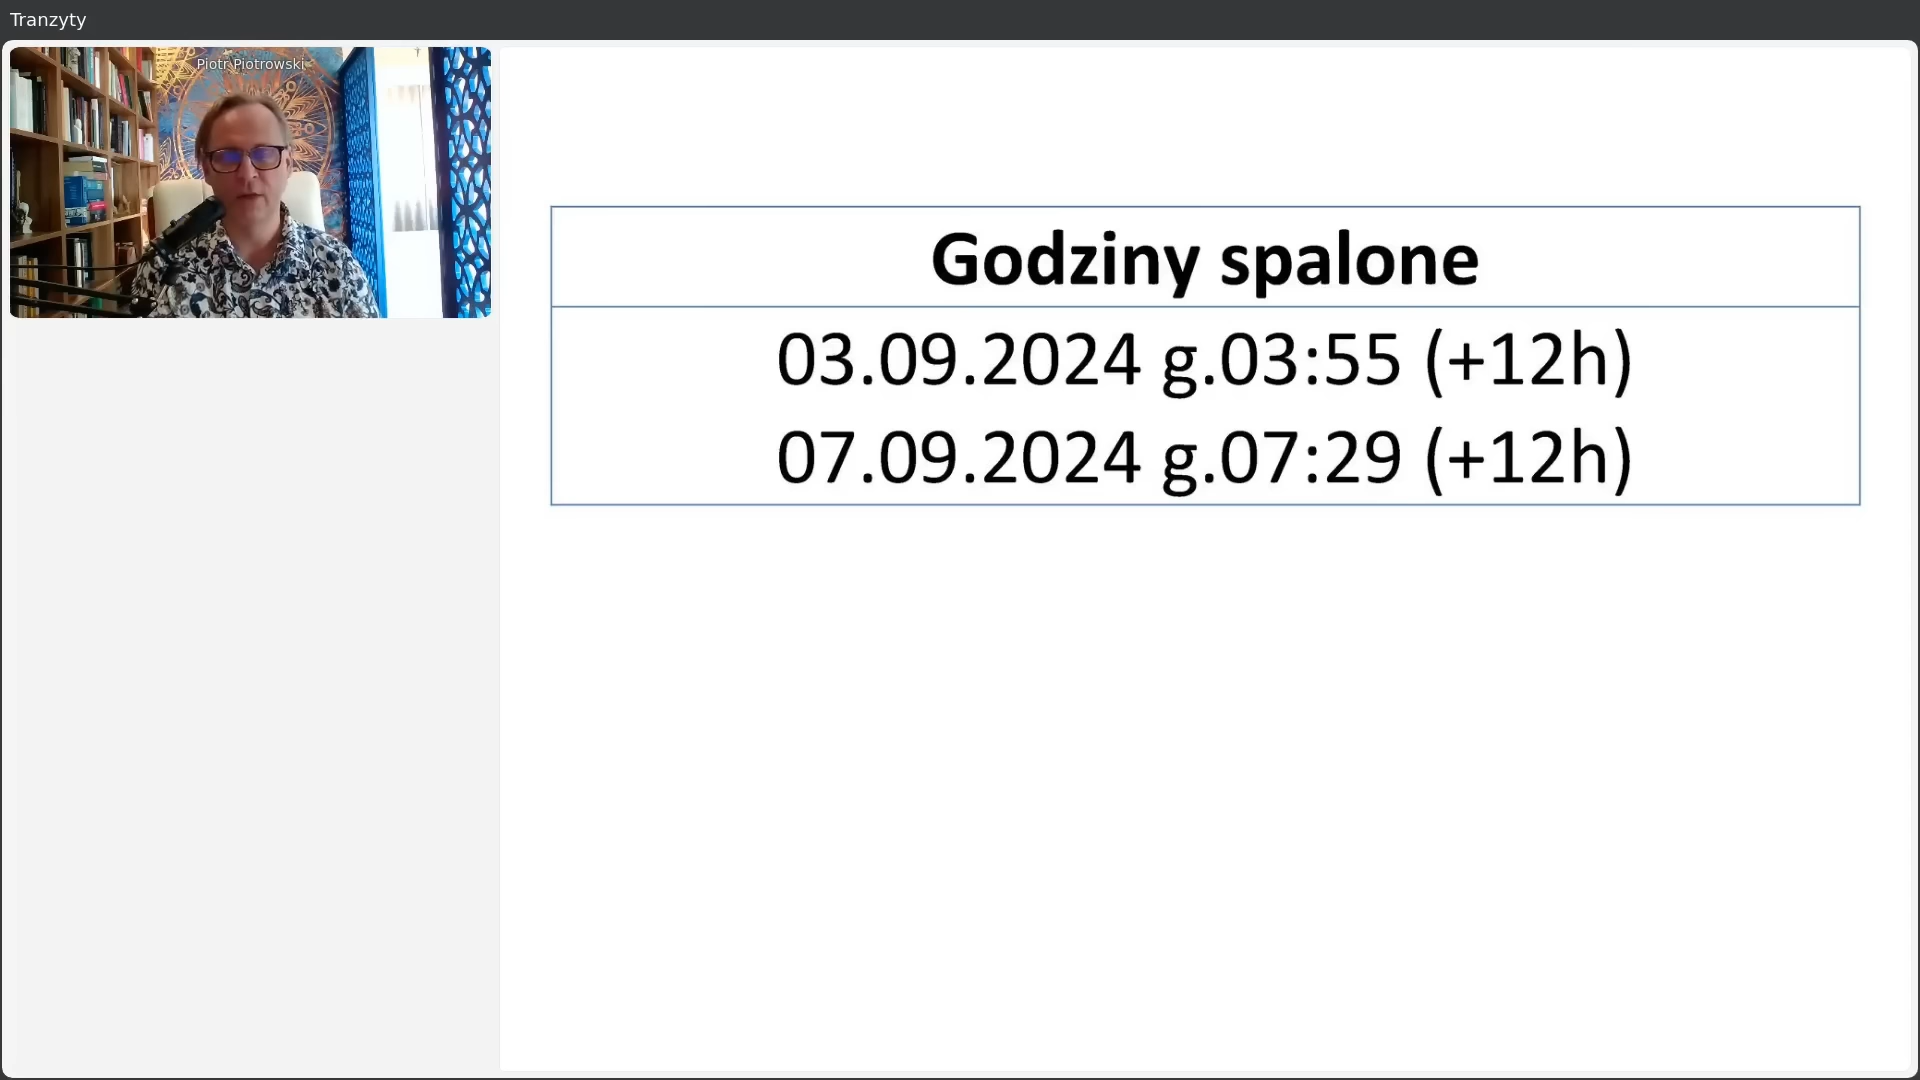 Tranzyty
Piotr Piotrowski
Godziny spalone
03.09.2024 g.03:55 (+12h)
07.09.2024 g.07:29 (+12h)